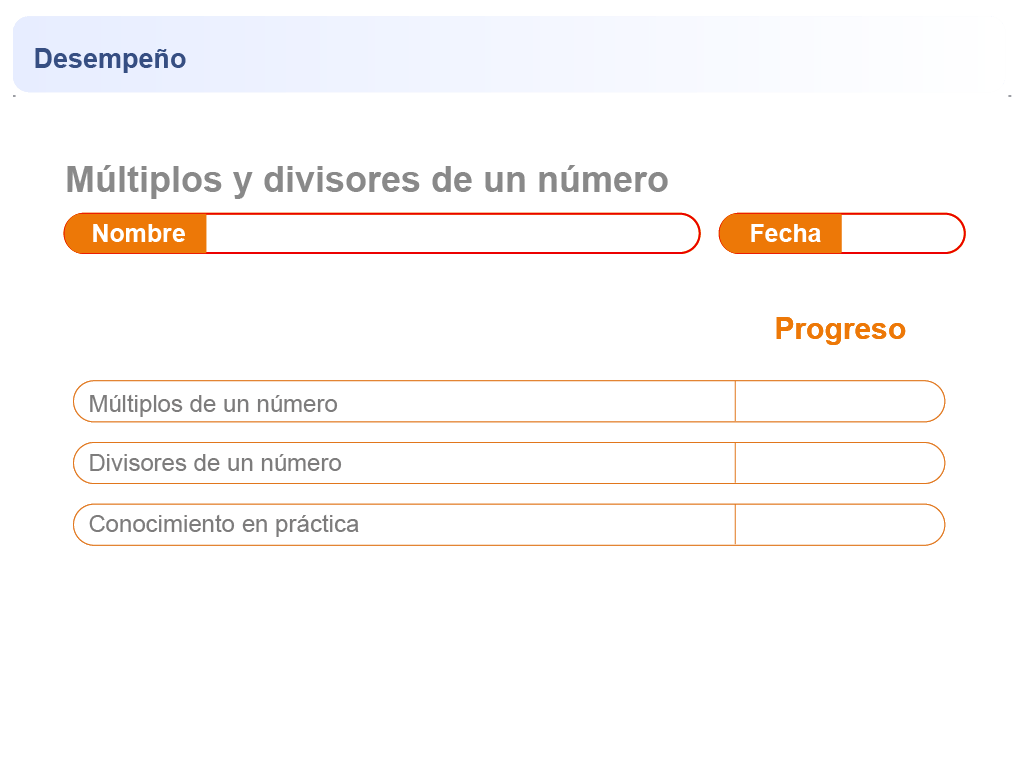 Desempeño
Múltiplos y divisores de un número
Nombre
Fecha
Progreso
Múltiplos de un número
Divisores de un número
Conocimiento en práctica